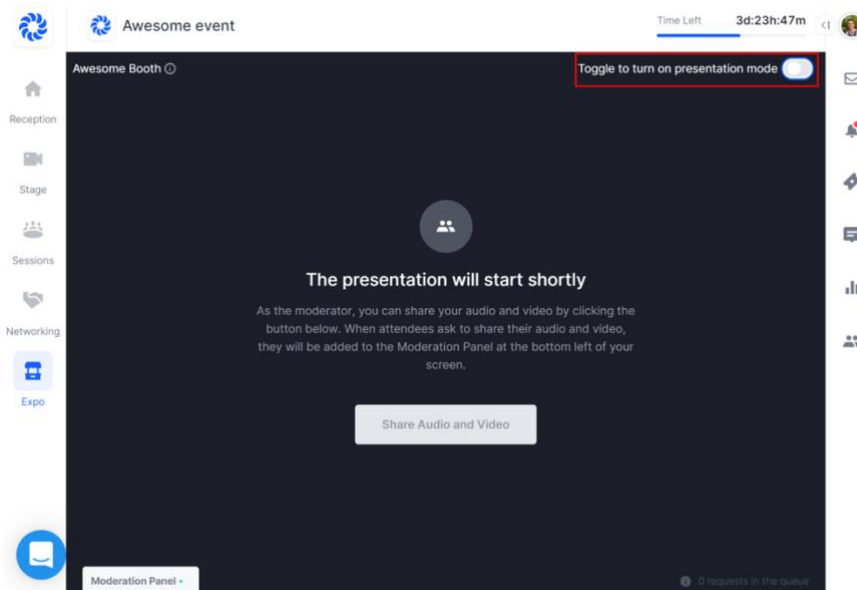 Awesome event
Time Left 3d:23h:47m
Awesome Booth
Toggle to turn on presentation mode
Reception
Stage
Sessions
Networking
Expo
The presentation will start shortly
As the moderator, you can share your audio and video by clicking the
button below. When attendees ask to share their audio and video,
they will be added to the Moderation Panel at the bottom left of your
screen.
Share Audio and Video
Moderation Panel
0 requests in the queue